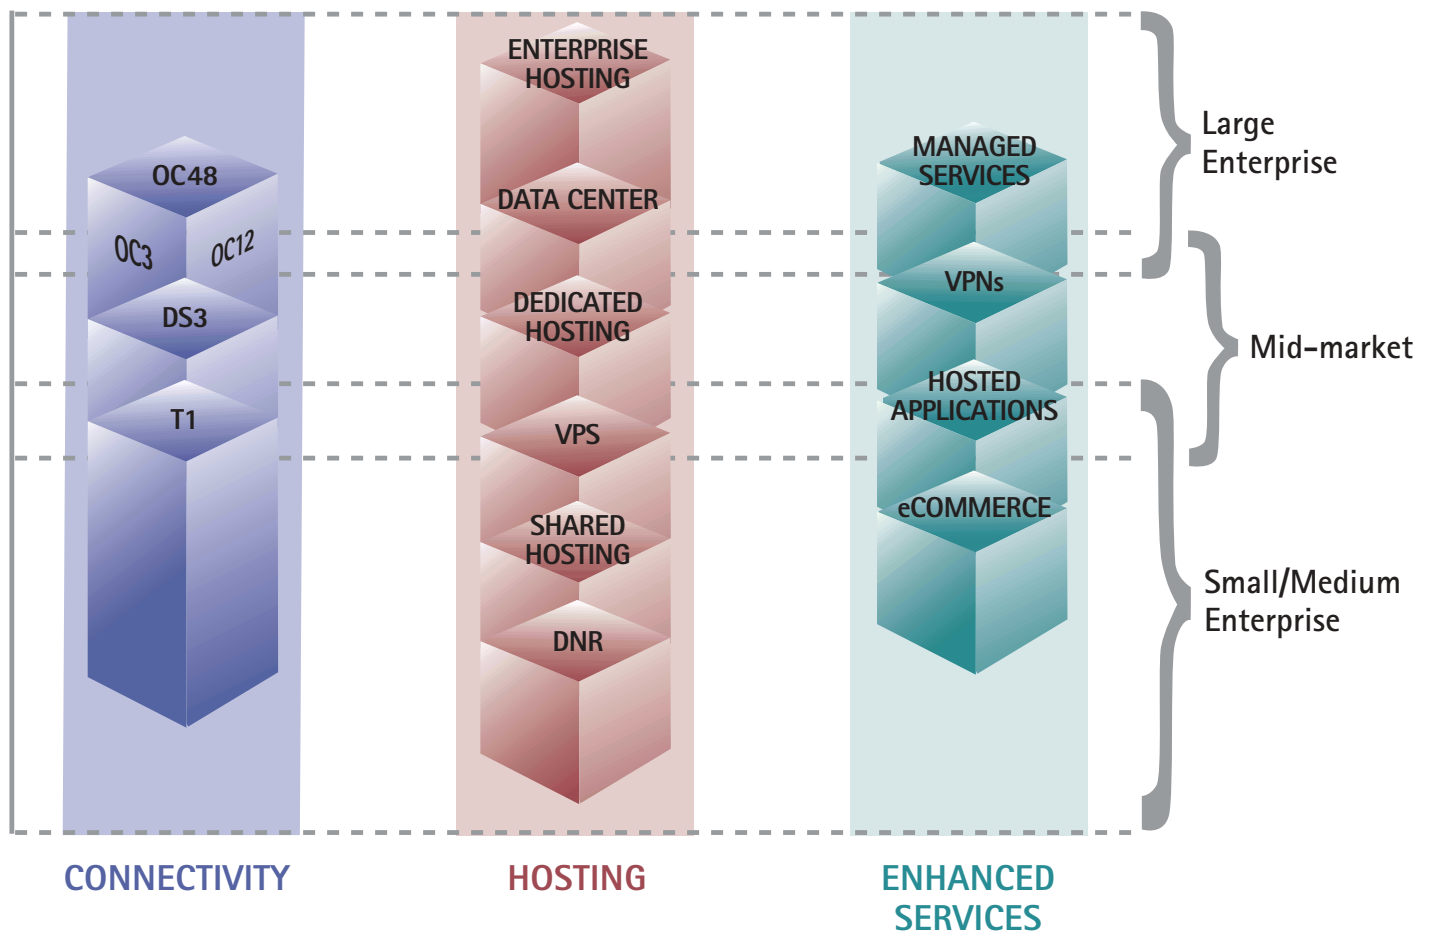 OC48
OC3
OC12
DS3
T1
CONNECTIVITY
ENTERPRISE
HOSTING
DATA CENTER
DEDICATED
HOSTING
VPS
SHARED
HOSTING
DNR
HOSTING
MANAGED
SERVICES
VPNs
HOSTED
APPLICATIONS
eCOMMERCE
ENHANCED
SERVICES
Large
Enterprise
Mid-market
Small/Medium
Enterprise